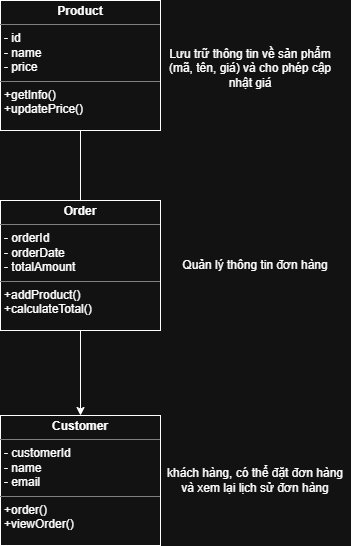 Product
- id
- name
- price
+getInfo()
+updatePrice()
Lưu trữ thông tin về sản phẩm
(mã, tên, giá) và cho phép cập
nhật giá
Order
- orderId
- orderDate
- totalAmount
+addProduct()
+calculateTotal()
Quản lý thông tin đơn hàng
Customer
- customerId
- name
- email
+order()
+viewOrder()
khách hàng, có thể đặt đơn hàng
và xem lại lịch sử đơn hàng